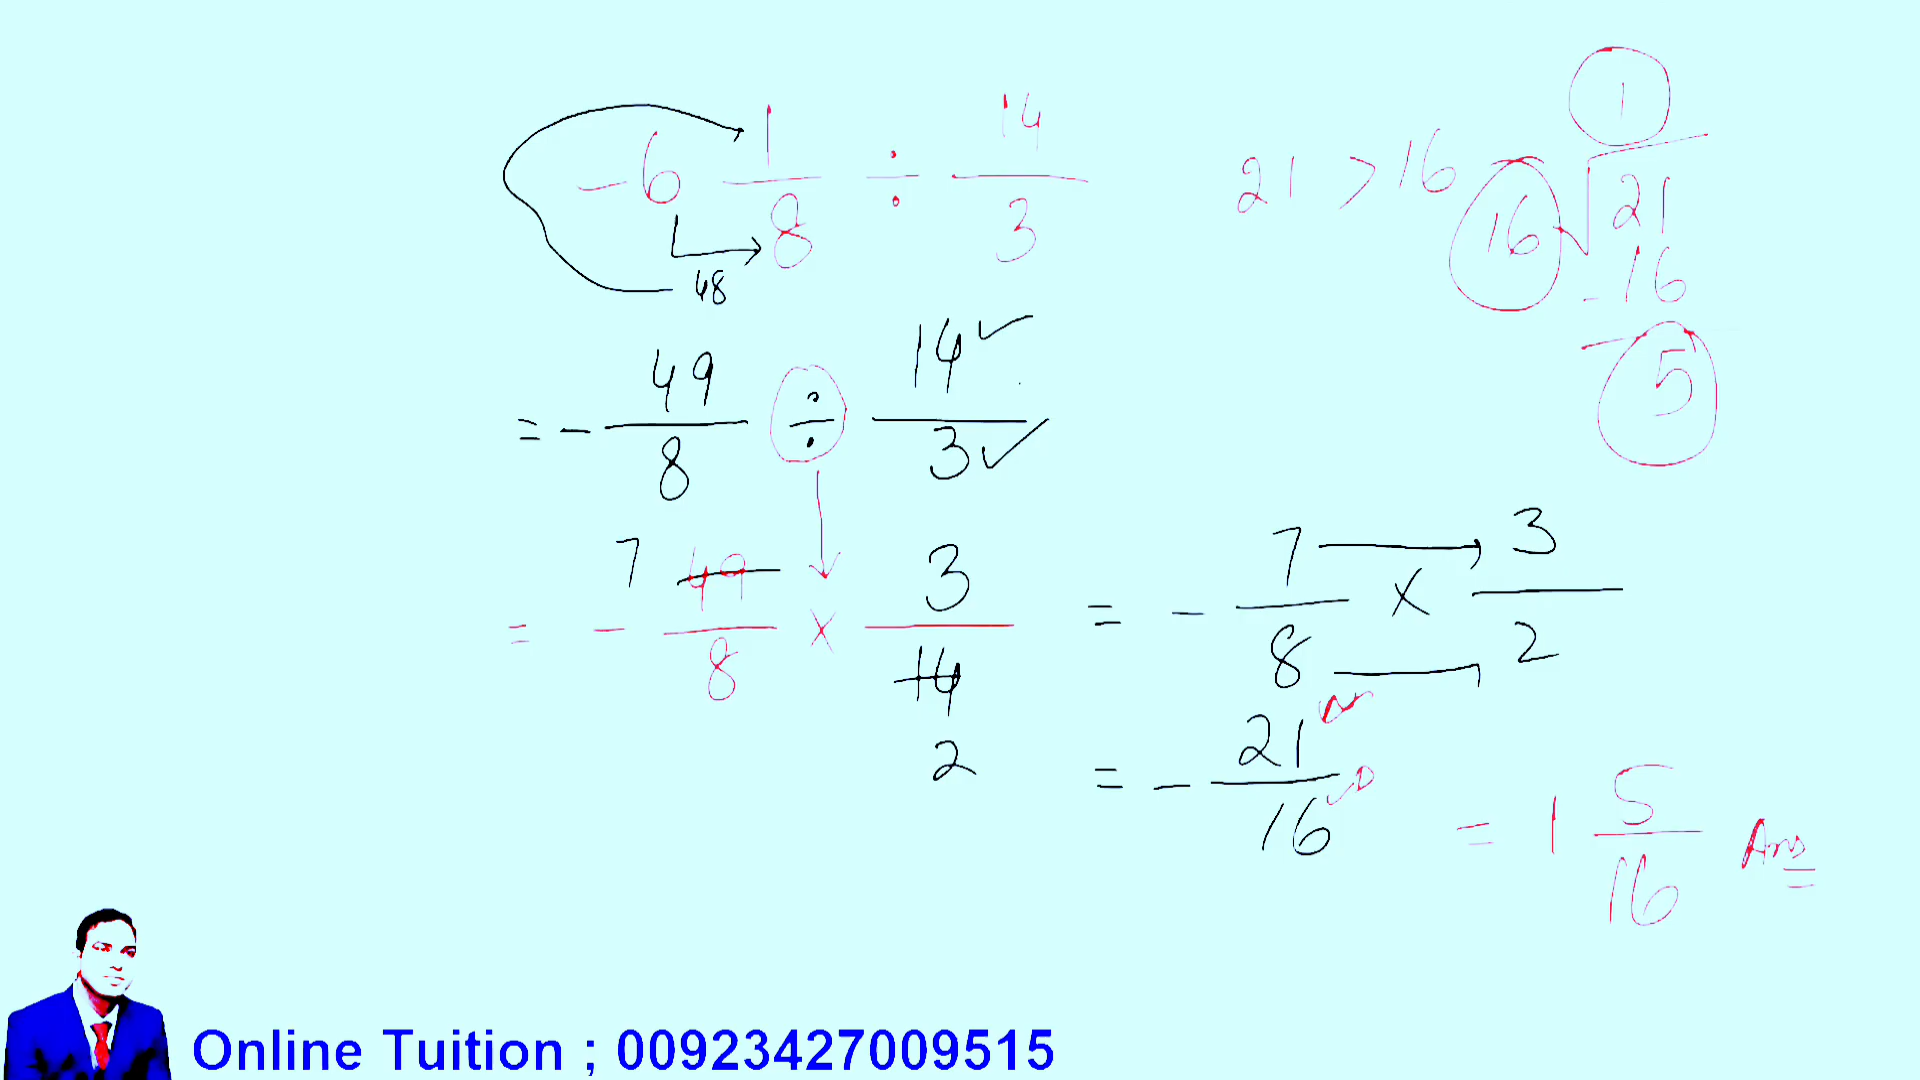 -6 1/8 ÷ 14/3
48
= - 49/8 ÷ 14/3
= - 7 49/8 × 3/14 2
21 > 16
1
16 √ 21
- 16
5
= - 7/8 × 3/2
= - 21/16 = 1 5/16 Ans
Online Tuition ; 00923427009515